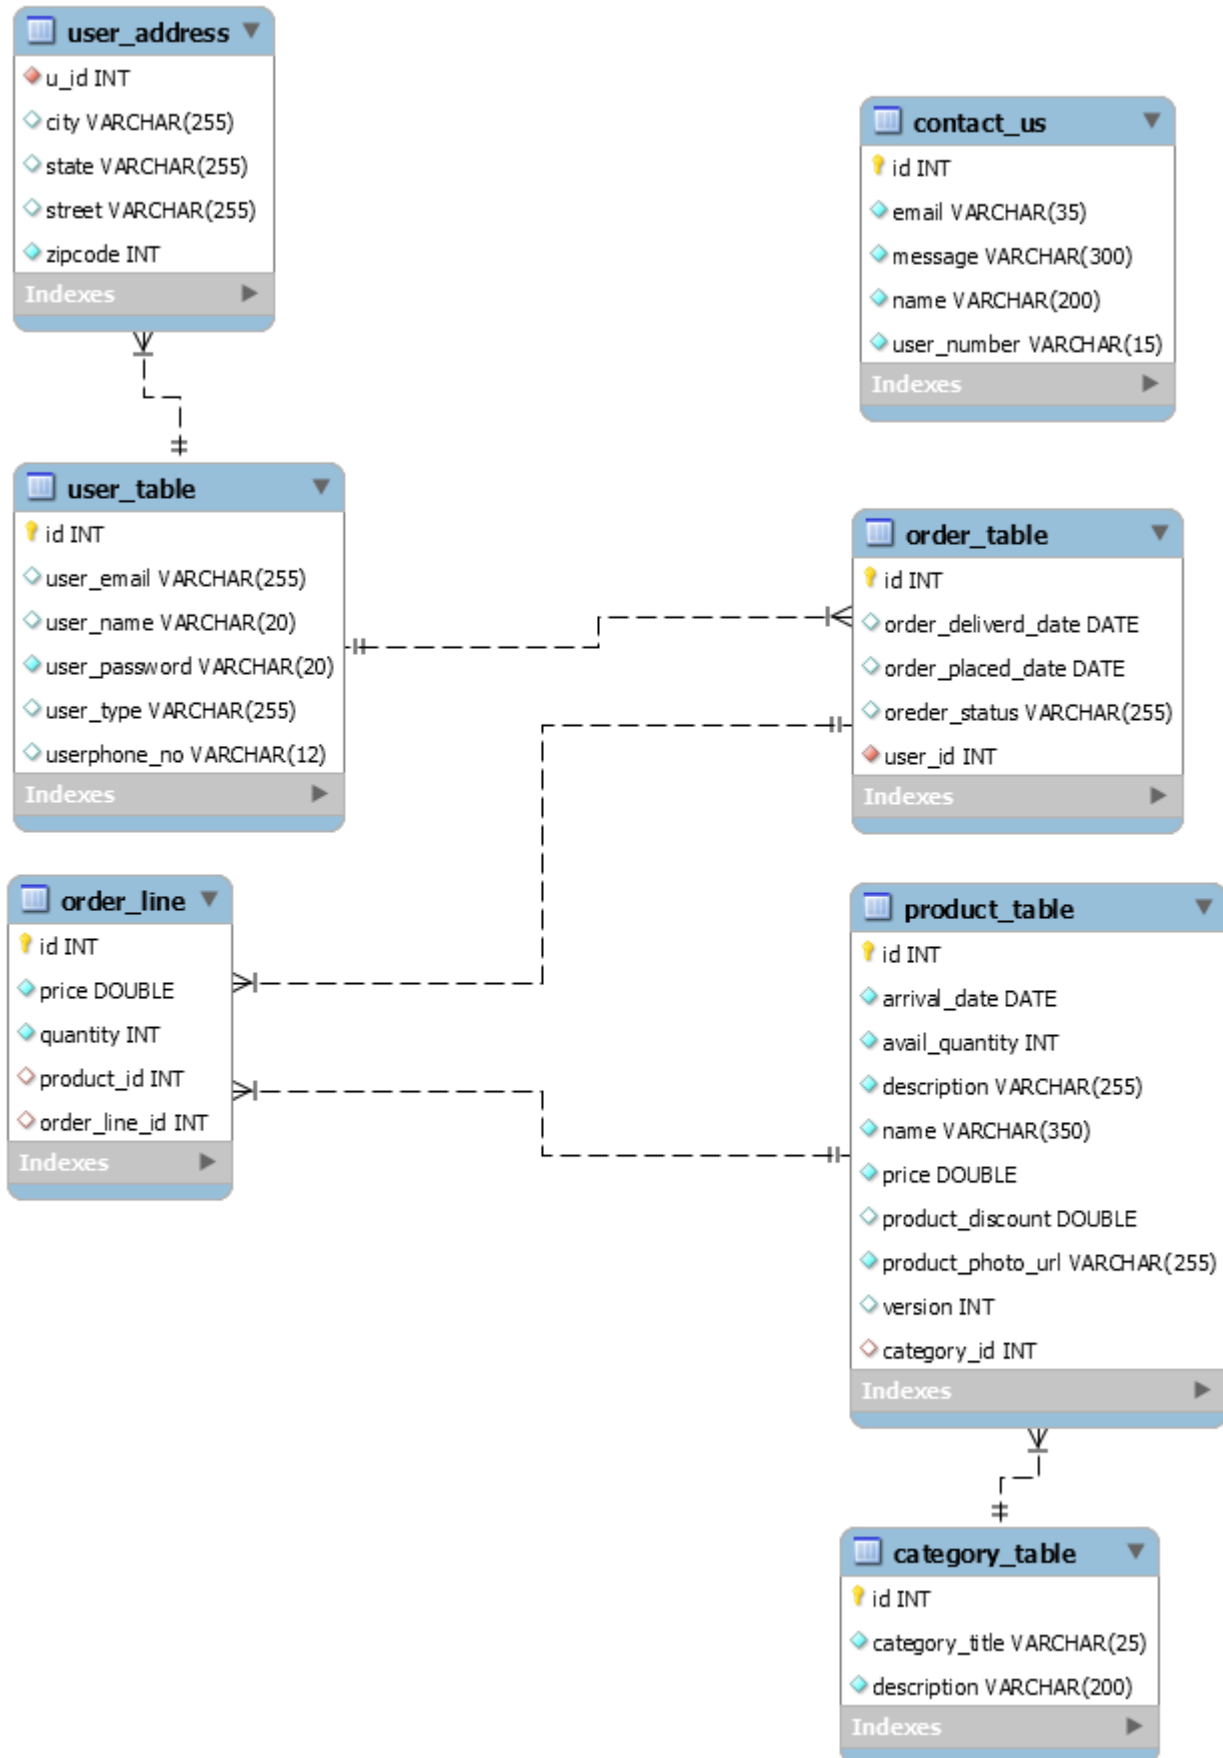 user_address
u_id INT
city VARCHAR(255)
state VARCHAR(255)
street VARCHAR(255)
zipcode INT
Indexes
contact_us
id INT
email VARCHAR(35)
message VARCHAR(300)
name VARCHAR(200)
user_number VARCHAR(15)
Indexes
user_table
id INT
user_email VARCHAR(255)
user_name VARCHAR(20)
user_password VARCHAR(20)
user_type VARCHAR(255)
userphone_no VARCHAR(12)
Indexes
order_table
id INT
order_deliverd_date DATE
order_placed_date DATE
oreder_status VARCHAR(255)
user_id INT
Indexes
order_line
id INT
price DOUBLE
quantity INT
product_id INT
order_line_id INT
Indexes
product_table
id INT
arrival_date DATE
avail_quantity INT
description VARCHAR(255)
name VARCHAR(350)
price DOUBLE
product_discount DOUBLE
product_photo_url VARCHAR(255)
version INT
category_id INT
Indexes
category_table
id INT
category_title VARCHAR(25)
description VARCHAR(200)
Indexes